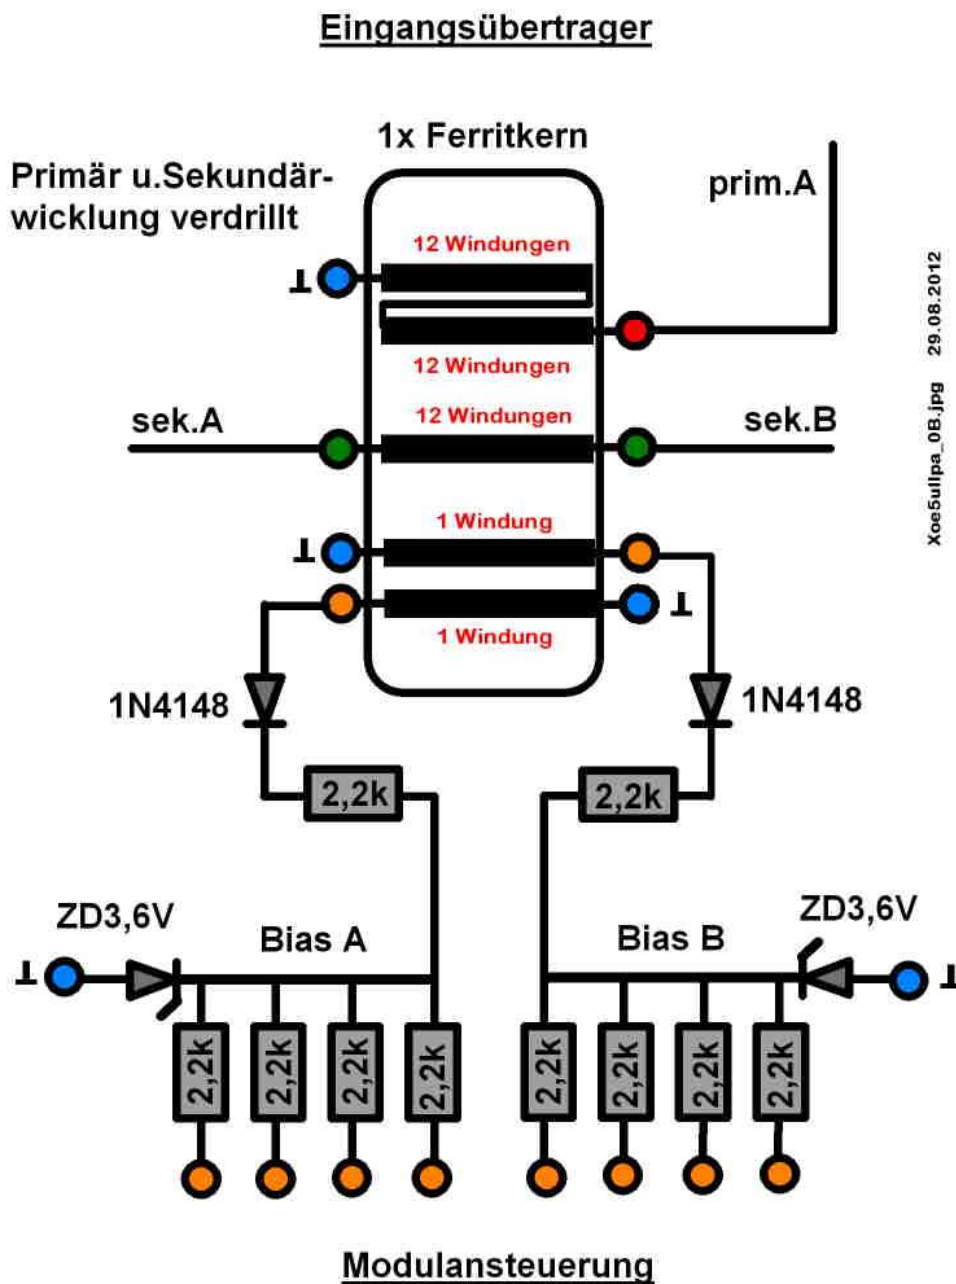 Eingangsübertrager
1x Ferritkern
Primär u.Sekundär-
wicklung verdrillt
prim.A
12 Windungen
12 Windungen
12 Windungen
sek.A
sek.B
1 Windung
1 Windung
1N4148
1N4148
2,2k
2,2k
ZD3,6V
ZD3,6V
Bias A
Bias B
2,2k
2,2k
2,2k
2,2k
2,2k
2,2k
2,2k
2,2k
Modulansteuerung
Xoe5ullpa_0B.jpg 29.08.2012